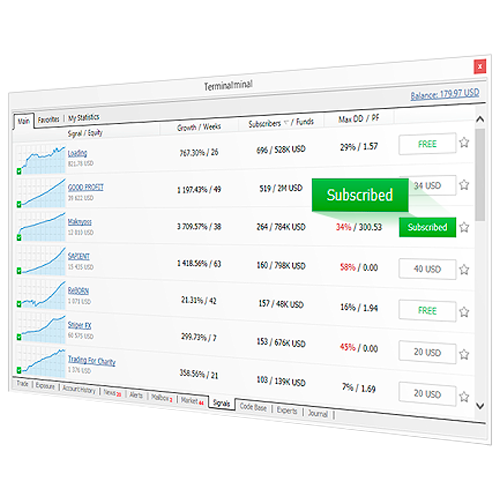 x
Terminalminal
Balance: 179.97 USD
Main Favorites | My Statistics
Signal / Equity Growth / Weeks Subscribers / Funds Max DD / PF
Loading 767.30% / 26 696 / 528K USD 29% / 1.57 FREE
821.78 USD
GOOD PROFIT 1 197.43% / 49 519 / 2M USD 34 USD
39 622 USD
Subscribed
Maknyoss 3 709.57% / 38 264 / 784K USD 34% / 300.53 Subscribed
12 810 USD
SAPIENT 1 418.56% / 63 160 / 798K USD 58% / 0.00 40 USD
15 435 USD
ReBORN 21.31% / 42 157 / 48K USD 16% / 1.94 FREE
1 073 USD
Sniper FX 299.73% / 7 153 / 676K USD 45% / 0.00 20 USD
60 575 USD
Trading For Charity 358.56% / 21 103 / 139K USD 7% / 1.69 20 USD
1 376 USD
Trade | Exposure | Account History | News | Alerts | Mailbox 2 | Market 44 | Signals | Code Base | Experts | Journal |